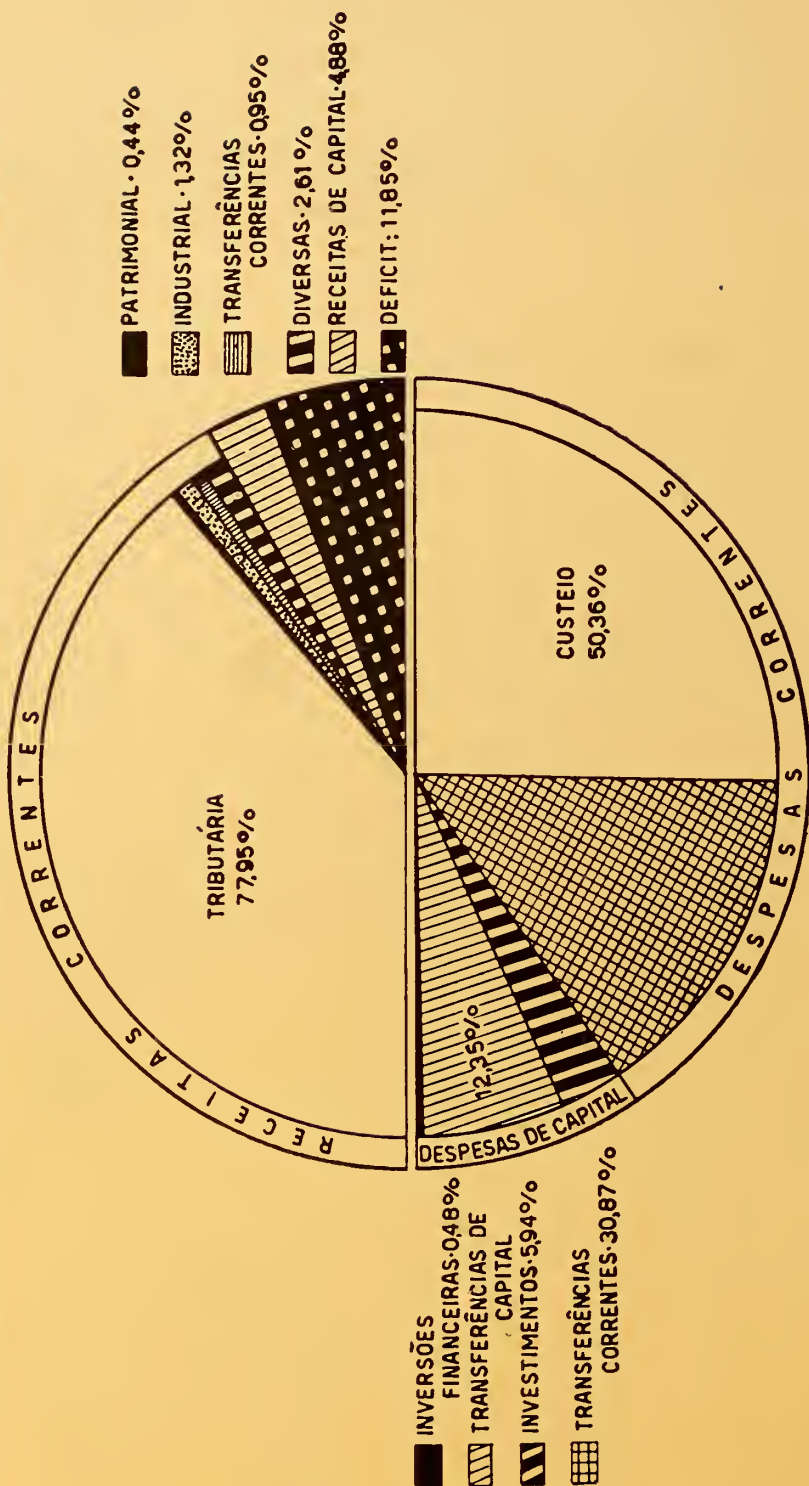 RECEITAS CORRENTES
TRIBUTÁRIA
77,95%
PATRIMONIAL · 0,44%
INDUSTRIAL · 1,32%
TRANSFERÊNCIAS
CORRENTES · 0,95%
DIVERSAS · 2,61%
RECEITAS DE CAPITAL · 4,88%
DEFICIT: 11,85%
INVERSÕES
FINANCEIRAS · 0,48%
TRANSFERÊNCIAS DE
CAPITAL
INVESTIMENTOS · 5,94%
TRANSFERÊNCIAS
CORRENTES · 30,87%
DESPESAS DE CAPITAL
12,35%
CUSTEIO
50,36%
DESPESAS CORRENTES